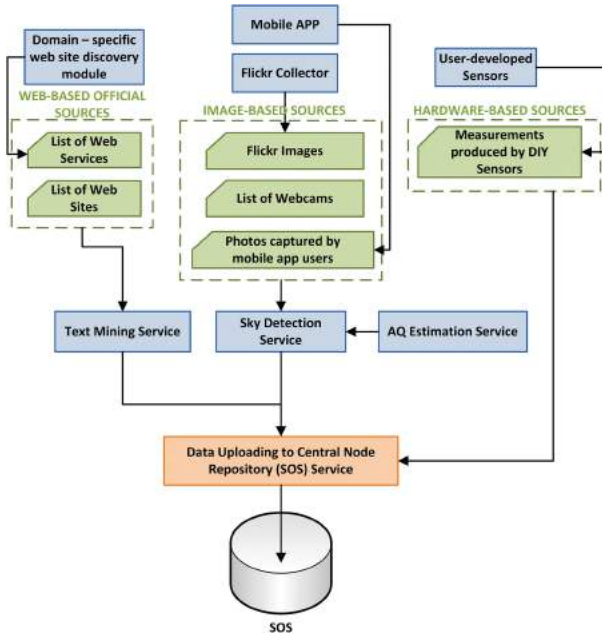 Mobile APP
Domain – specific
web site discovery
module
User-developed
Sensors
Flickr Collector
WEB-BASED OFFICIAL
SOURCES
IMAGE-BASED SOURCES
HARDWARE-BASED SOURCES
List of Web
Services
Flickr Images
Measurements
produced by DIY
Sensors
List of Web
Sites
List of Webcams
Photos captured by
mobile app users
Text Mining Service
Sky Detection
Service
AQ Estimation Service
Data Uploading to Central Node
Repository (SOS) Service
SOS